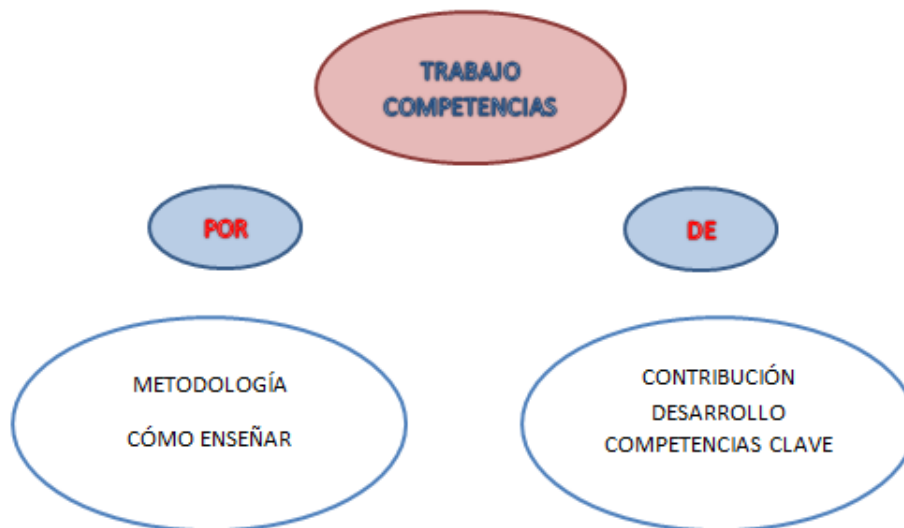 TRABAJO
COMPETENCIAS
POR
DE
METODOLOGÍA
CÓMO ENSEÑAR
CONTRIBUCIÓN
DESARROLLO
COMPETENCIAS CLAVE